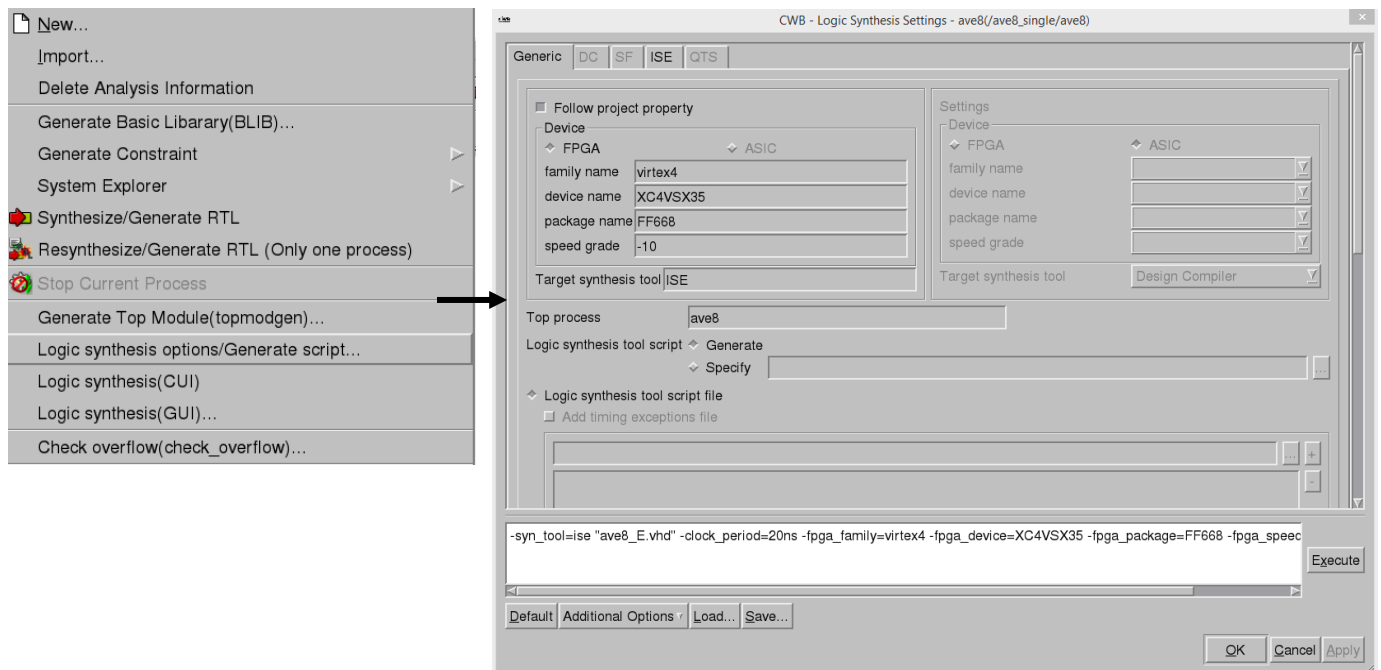 New...
Import...
Delete Analysis Information
Generate Basic Libarary(BLIB)...
Generate Constraint
System Explorer
Synthesize/Generate RTL
Resynthesize/Generate RTL (Only one process)
Stop Current Process
Generate Top Module(topmodgen)...
Logic synthesis options/Generate script...
Logic synthesis(CUI)
Logic synthesis(GUI)...
Check overflow(check_overflow)...
CWB - Logic Synthesis Settings - ave8(/ave8_single/ave8)
Generic DC SF ISE QTS
Follow project property
Device
FPGA ASIC
family name virtex4
device name XC4VSX35
package name FF668
speed grade -10
Target synthesis tool ISE
Settings
Device
FPGA ASIC
family name
device name
package name
speed grade
Target synthesis tool Design Compiler
Top process ave8
Logic synthesis tool script Generate
Specify ...
Logic synthesis tool script file
Add timing exceptions file
... +
-
-syn_tool=ise "ave8_E.vhd" -clock_period=20ns -fpga_family=virtex4 -fpga_device=XC4VSX35 -fpga_package=FF668 -fpga_speed
Execute
Default Additional Options Load... Save...
OK Cancel Apply